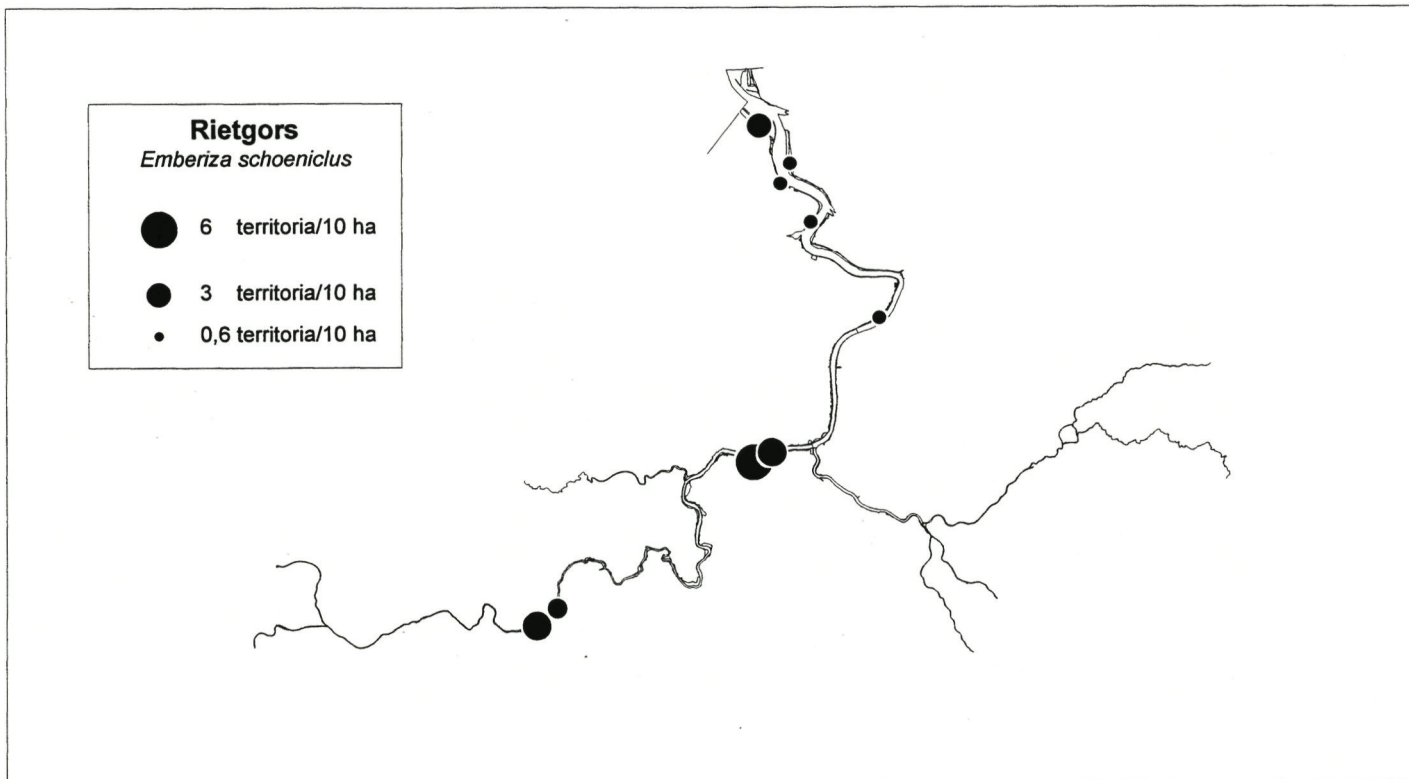 Rietgors
Emberiza schoeniclus
6 territoria/10 ha
3 territoria/10 ha
0,6 territoria/10 ha